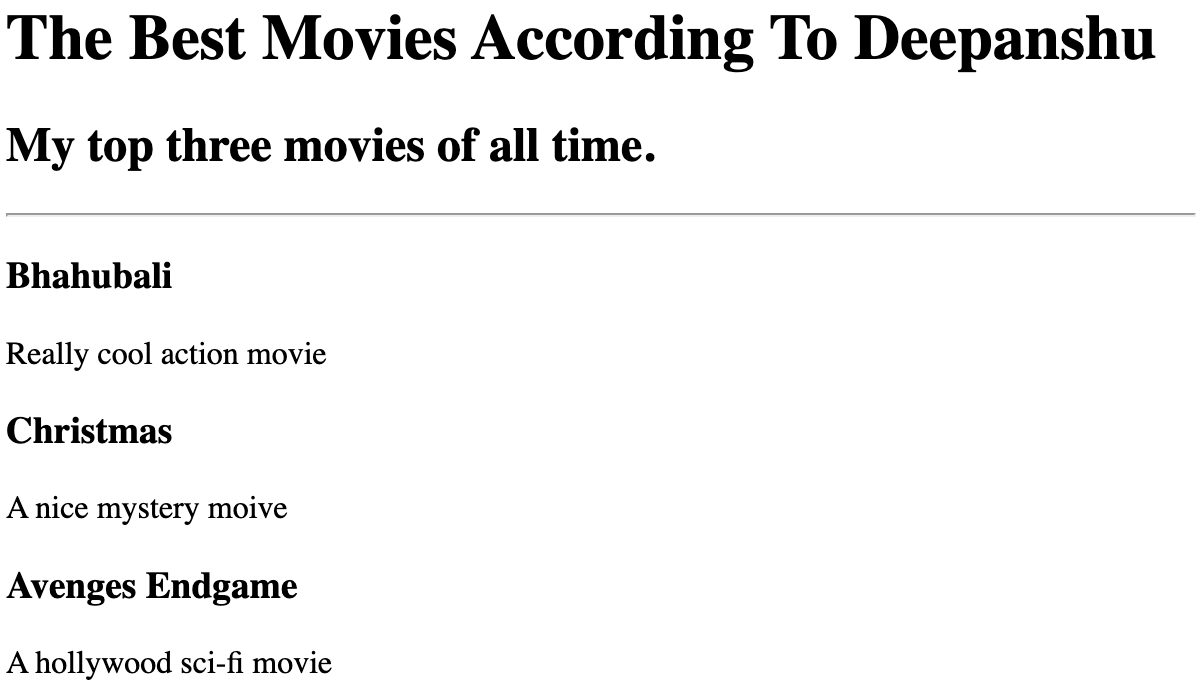 The Best Movies According To Deepanshu
My top three movies of all time.
Bhahubali
Really cool action movie
Christmas
A nice mystery moive
Avenges Endgame
A hollywood sci-fi movie